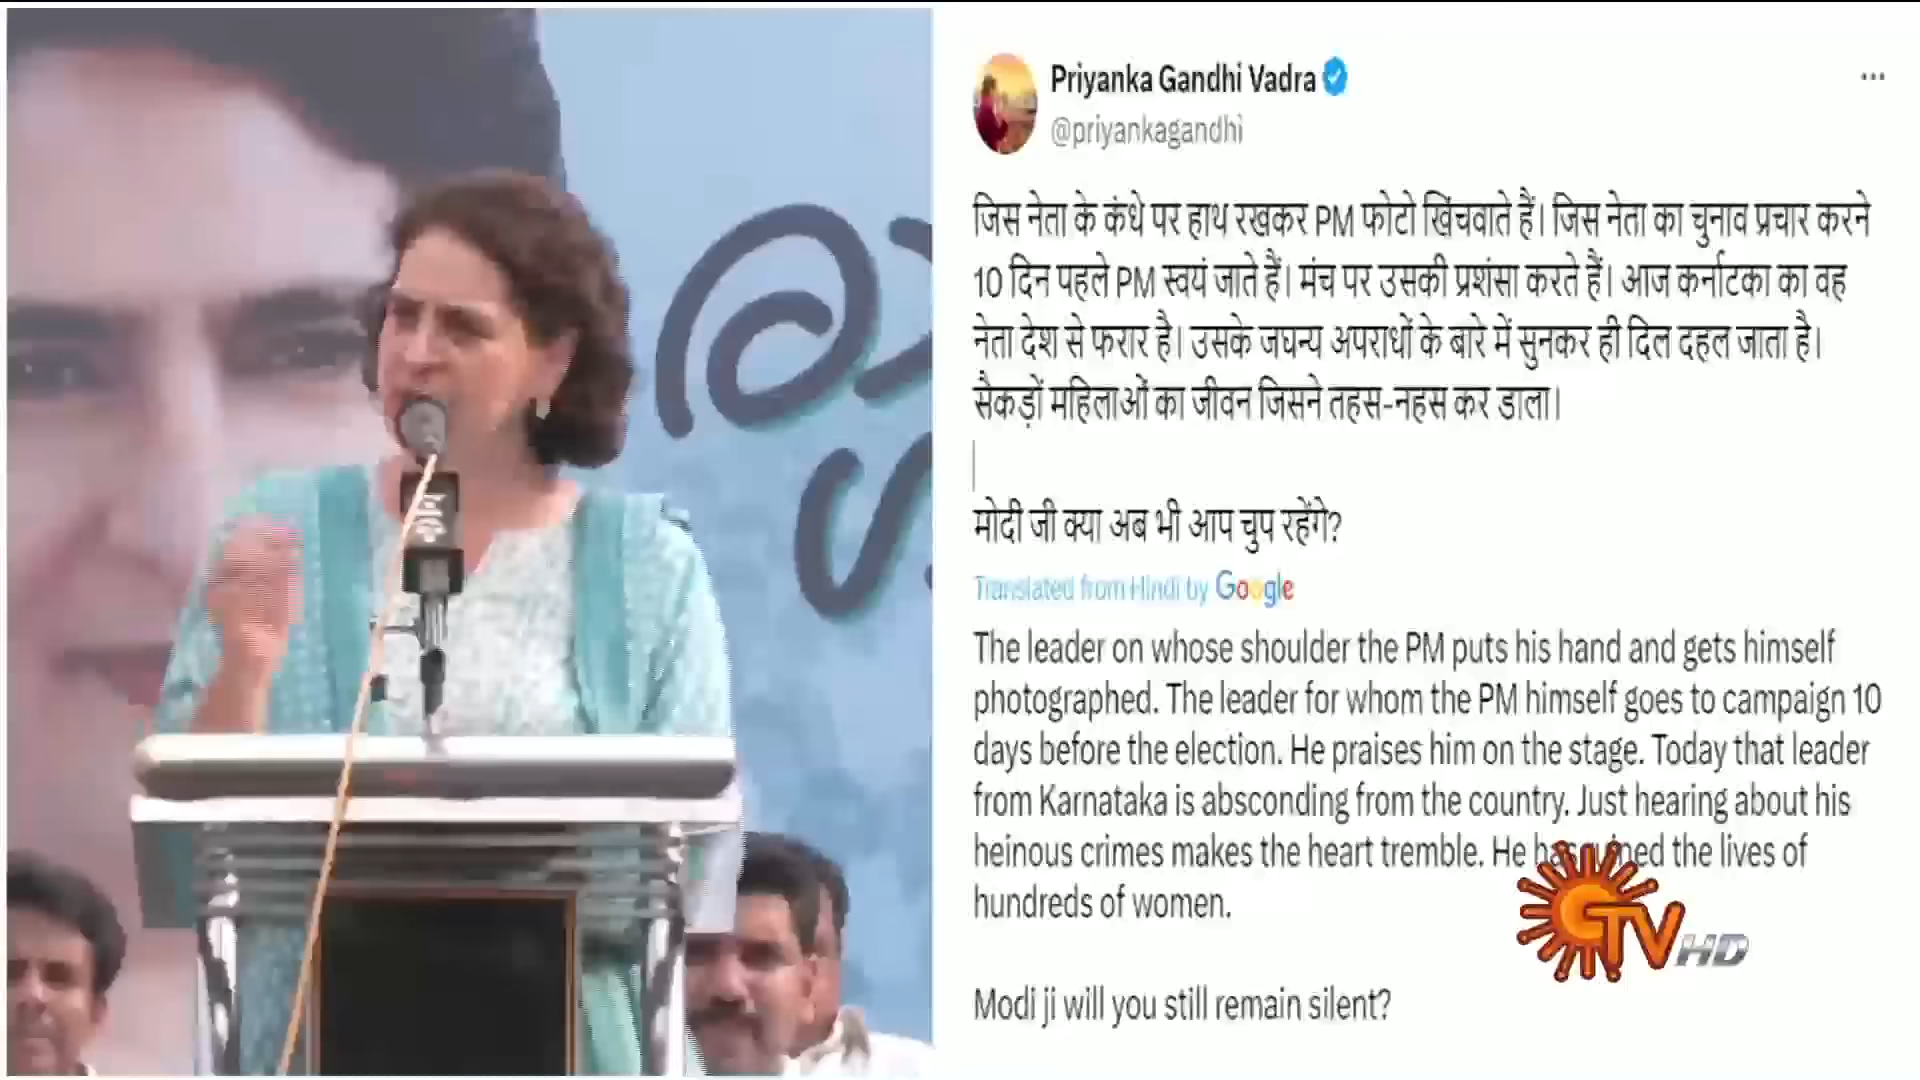 Priyanka Gandhi Vadra
@priyankagandhi
जिस नेता के कंधे पर हाथ रखकर PM फोटो खिंचवाते हैं। जिस नेता का चुनाव प्रचार करने
10 दिन पहले PM स्वयं जाते हैं। मंच पर उसकी प्रशंसा करते हैं। आज कर्नाटका का वह
नेता देश से फरार है। उसके जघन्य अपराधों के बारे में सुनकर ही दिल दहल जाता है।
सैकड़ों महिलाओं का जीवन जिसने तहस-नहस कर डाला।
मोदी जी क्या अब भी आप चुप रहेंगे?
Translated from Hindi by Google
The leader on whose shoulder the PM puts his hand and gets himself
photographed. The leader for whom the PM himself goes to campaign 10
days before the election. He praises him on the stage. Today that leader
from Karnataka is absconding from the country. Just hearing about his
heinous crimes makes the heart tremble. He has ruined the lives of
hundreds of women.
TV HD
Modi ji will you still remain silent?